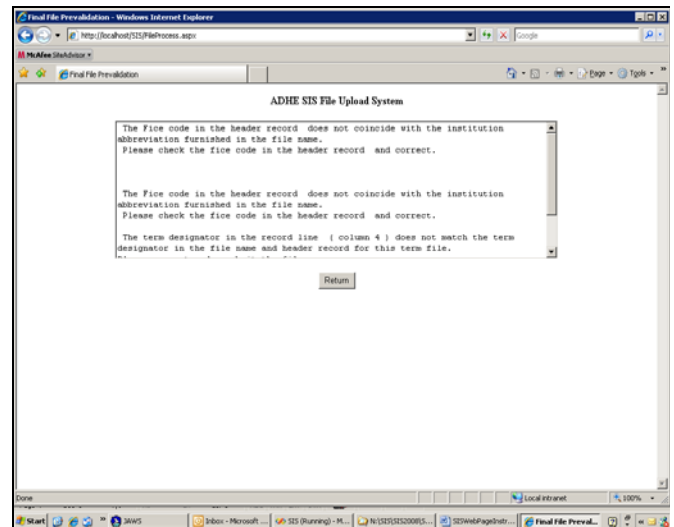 Final File Prevalidation - Windows Internet Explorer
http://localhost/SIS/FileProcess.aspx
Google
McAfee SiteAdvisor
Final File Prevalidation
Page
Tools
ADHE SIS File Upload System
The Fice code in the header record does not coincide with the institution
abbreviation furnished in the file name.
Please check the fice code in the header record and correct.
The Fice code in the header record does not coincide with the institution
abbreviation furnished in the file name.
Please check the fice code in the header record and correct.
The term designator in the record line ( column 4 ) does not match the term
designator in the file name and header record for this term file.
Return
Done
Local intranet
100%
Start
JAWS
Inbox - Microsoft ...
SIS (Running) - M...
N:\SIS\SIS2008\S...
SISWebPageInstr...
Final File Preval...